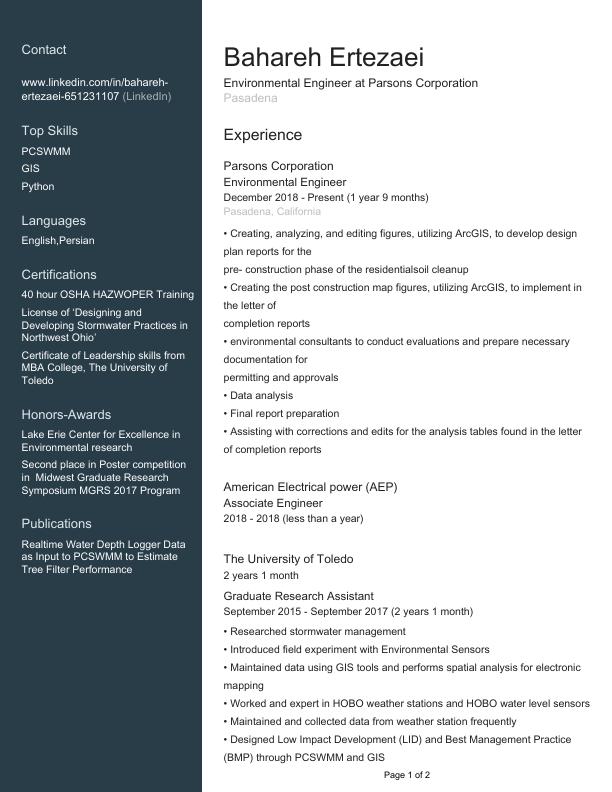 Contact
www.linkedin.com/in/bahareh-
ertezaei-651231107 (LinkedIn)
Top Skills
PCSWMM
GIS
Python
Languages
English,Persian
Certifications
40 hour OSHA HAZWOPER Training
License of ‘Designing and
Developing Stormwater Practices in
Northwest Ohio’
Certificate of Leadership skills from
MBA College, The University of
Toledo
Honors-Awards
Lake Erie Center for Excellence in
Environmental research
Second place in Poster competition
in  Midwest Graduate Research
Symposium MGRS 2017 Program
Publications
Realtime Water Depth Logger Data
as Input to PCSWMM to Estimate
Tree Filter Performance
Bahareh Ertezaei
Environmental Engineer at Parsons Corporation
Pasadena
Experience
Parsons Corporation
Environmental Engineer
December 2018 - Present (1 year 9 months)
Pasadena, California
• Creating, analyzing, and editing figures, utilizing ArcGIS, to develop design
plan reports for the
pre- construction phase of the residentialsoil cleanup
• Creating the post construction map figures, utilizing ArcGIS, to implement in
the letter of
completion reports
• environmental consultants to conduct evaluations and prepare necessary
documentation for
permitting and approvals
• Data analysis
• Final report preparation
• Assisting with corrections and edits for the analysis tables found in the letter
of completion reports
American Electrical power (AEP)
Associate Engineer
2018 - 2018 (less than a year)
The University of Toledo
2 years 1 month
Graduate Research Assistant
September 2015 - September 2017 (2 years 1 month)
• Researched stormwater management
• Introduced field experiment with Environmental Sensors
• Maintained data using GIS tools and performs spatial analysis for electronic
mapping
• Worked and expert in HOBO weather stations and HOBO water level sensors
• Maintained and collected data from weather station frequently
• Designed Low Impact Development (LID) and Best Management Practice
(BMP) through PCSWMM and GIS
Page 1 of 2